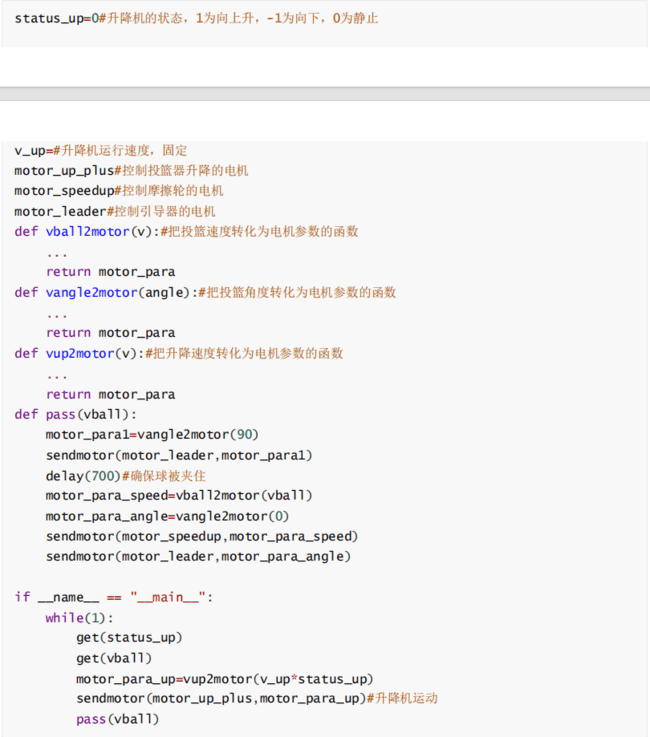 status_up=0#升降机的状态，1为向上升，-1为向下，0为静止
v_up=#升降机运行速度，固定
motor_up_plus#控制投篮器升降的电机
motor_speedup#控制摩擦轮的电机
motor_leader#控制引导器的电机
def vball2motor(v):#把投篮速度转化为电机参数的函数
    ...
    return motor_para
def vangle2motor(angle):#把投篮角度转化为电机参数的函数
    ...
    return motor_para
def vup2motor(v):#把升降速度转化为电机参数的函数
    ...
    return motor_para
def pass(vball):
    motor_para1=vangle2motor(90)
    sendmotor(motor_leader,motor_para1)
    delay(700)#确保球被夹住
    motor_para_speed=vball2motor(vball)
    motor_para_angle=vangle2motor(0)
    sendmotor(motor_speedup,motor_para_speed)
    sendmotor(motor_leader,motor_para_angle)
if __name__ == "__main__":
    while(1):
        get(status_up)
        get(vball)
        motor_para_up=vup2motor(v_up*status_up)
        sendmotor(motor_up_plus,motor_para_up)#升降机运动
        pass(vball)